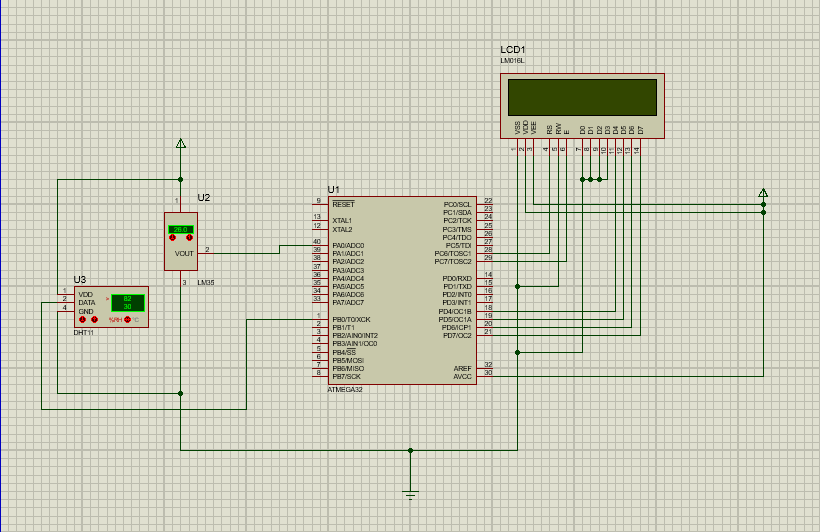 LCD1
LM016L
VSS
VDD
VEE
RS
RW
E
D0
D1
D2
D3
D4
D5
D6
D7
1
2
3
4
5
6
7
8
9
10
11
12
13
14
U2
1
28.0
VOUT
2
3
LM35
U3
1 VDD
2 DATA
4 GND
> 82
30
%RH °C
DHT11
U1
9 RESET
13 XTAL1
12 XTAL2
40 PA0/ADC0
39 PA1/ADC1
38 PA2/ADC2
37 PA3/ADC3
36 PA4/ADC4
35 PA5/ADC5
34 PA6/ADC6
33 PA7/ADC7
1 PB0/T0/XCK
2 PB1/T1
3 PB2/AIN0/INT2
4 PB3/AIN1/OC0
5 PB4/SS
6 PB5/MOSI
7 PB6/MISO
8 PB7/SCK
PC0/SCL 22
PC1/SDA 23
PC2/TCK 24
PC3/TMS 25
PC4/TDO 26
PC5/TDI 27
PC6/TOSC1 28
PC7/TOSC2 29
PD0/RXD 14
PD1/TXD 15
PD2/INT0 16
PD3/INT1 17
PD4/OC1B 18
PD5/OC1A 19
PD6/ICP1 20
PD7/OC2 21
AREF 32
AVCC 30
ATMEGA32